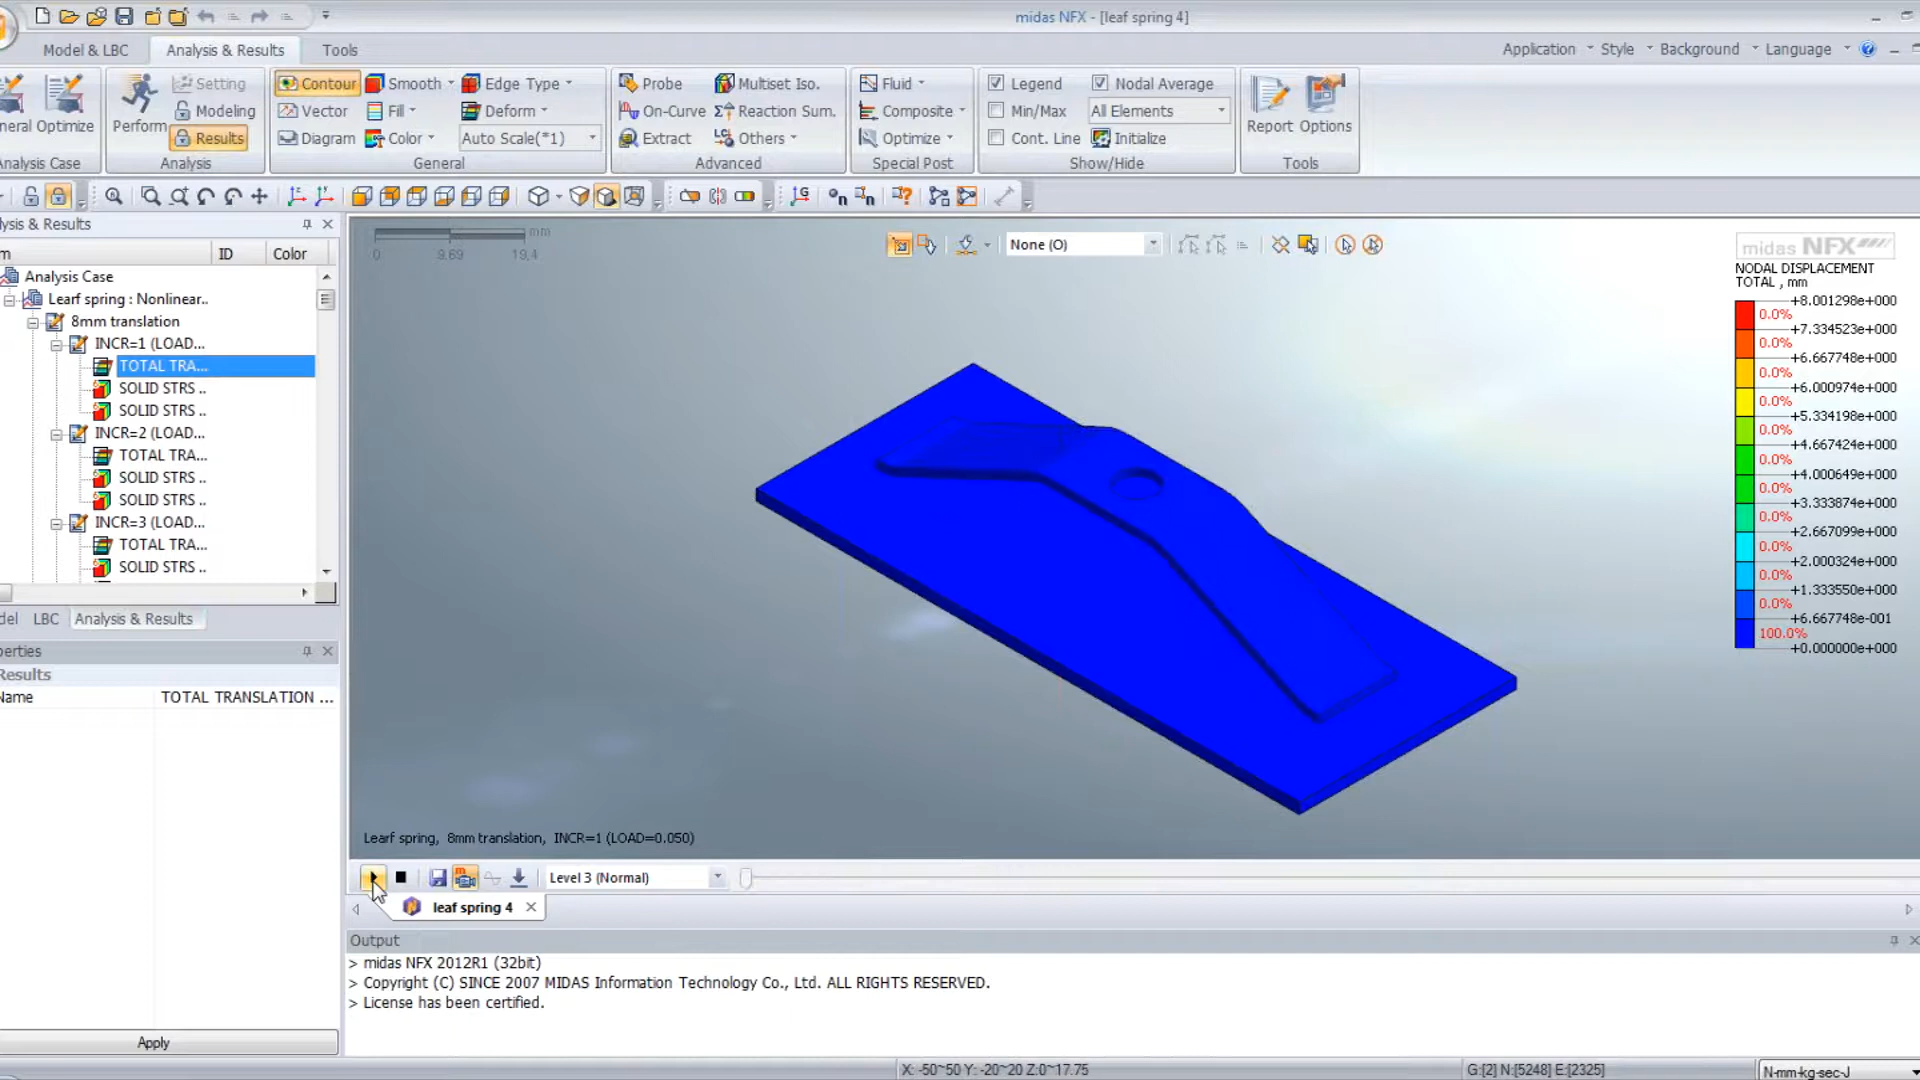 midas NFX - [leaf spring 4]
Model & LBC
Analysis & Results
Tools
Application
Style
Background
Language
neral
Optimize
Perform
Setting
Modeling
Results
Contour
Vector
Diagram
Smooth
Fill
Color
Edge Type
Deform
Auto Scale(*1)
Probe
On-Curve
Extract
Multiset Iso.
Reaction Sum.
Others
Fluid
Composite
Optimize
Legend
Min/Max
Cont. Line
Nodal Average
All Elements
Initialize
Report
Options
nalysis Case
Analysis
General
Advanced
Special Post
Show/Hide
Tools
lysis & Results
m
ID
Color
Analysis Case
Learf spring : Nonlinear..
8mm translation
INCR=1 (LOAD...
TOTAL TRA...
SOLID STRS ..
SOLID STRS ..
INCR=2 (LOAD...
TOTAL TRA...
SOLID STRS ..
SOLID STRS ..
INCR=3 (LOAD...
TOTAL TRA...
SOLID STRS ..
del
LBC
Analysis & Results
perties
Results
Name
TOTAL TRANSLATION ...
Apply
mm
0
9.69
19.4
None (O)
midas NFX
NODAL DISPLACEMENT
TOTAL , mm
+8.001298e+000
0.0%
+7.334523e+000
0.0%
+6.667748e+000
0.0%
+6.000974e+000
0.0%
+5.334198e+000
0.0%
+4.667424e+000
0.0%
+4.000649e+000
0.0%
+3.333874e+000
0.0%
+2.667099e+000
0.0%
+2.000324e+000
0.0%
+1.333550e+000
0.0%
+6.667748e-001
100.0%
+0.000000e+000
Learf spring, 8mm translation, INCR=1 (LOAD=0.050)
Level 3 (Normal)
leaf spring 4
Output
> midas NFX 2012R1 (32bit)
> Copyright (C) SINCE 2007 MIDAS Information Technology Co., Ltd. ALL RIGHTS RESERVED.
> License has been certified.
X: -50~50 Y: -20~20 Z:0~17.75
G:[2] N:[5248] E:[2325]
N-mm-kg-sec-J